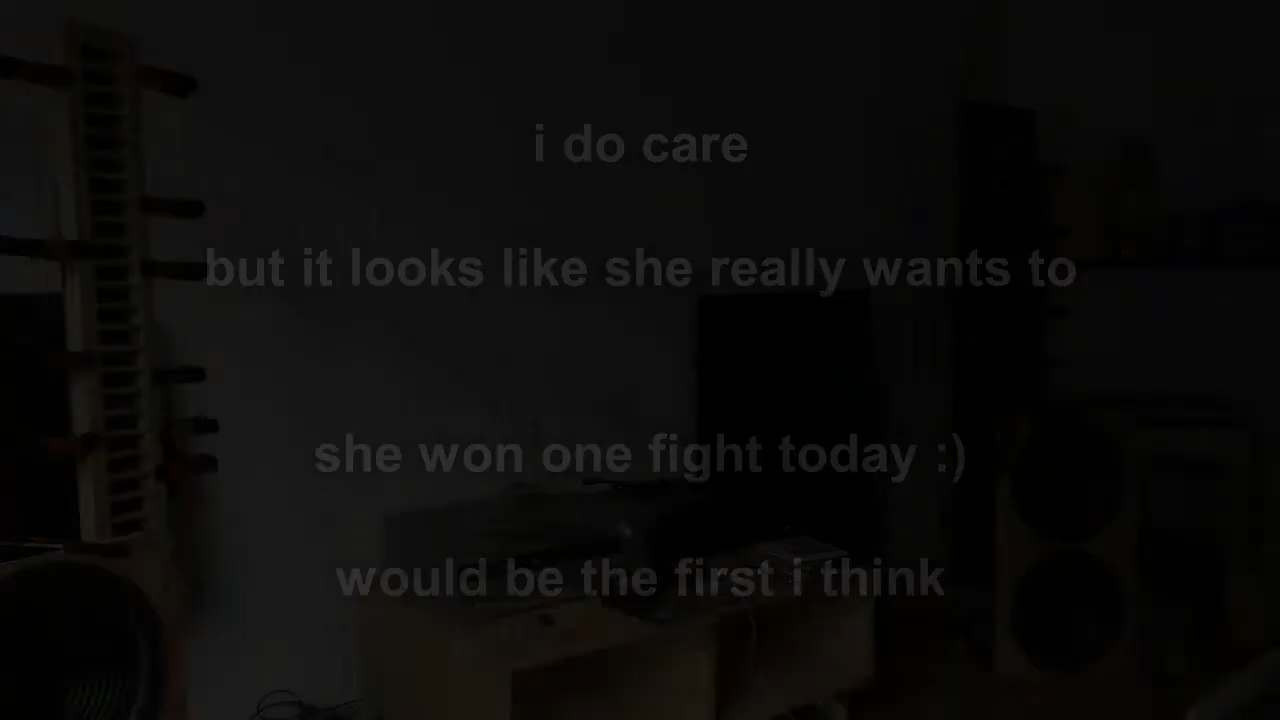 i do care
but it looks like she really wants to
she won one fight today :)
would be the first i think